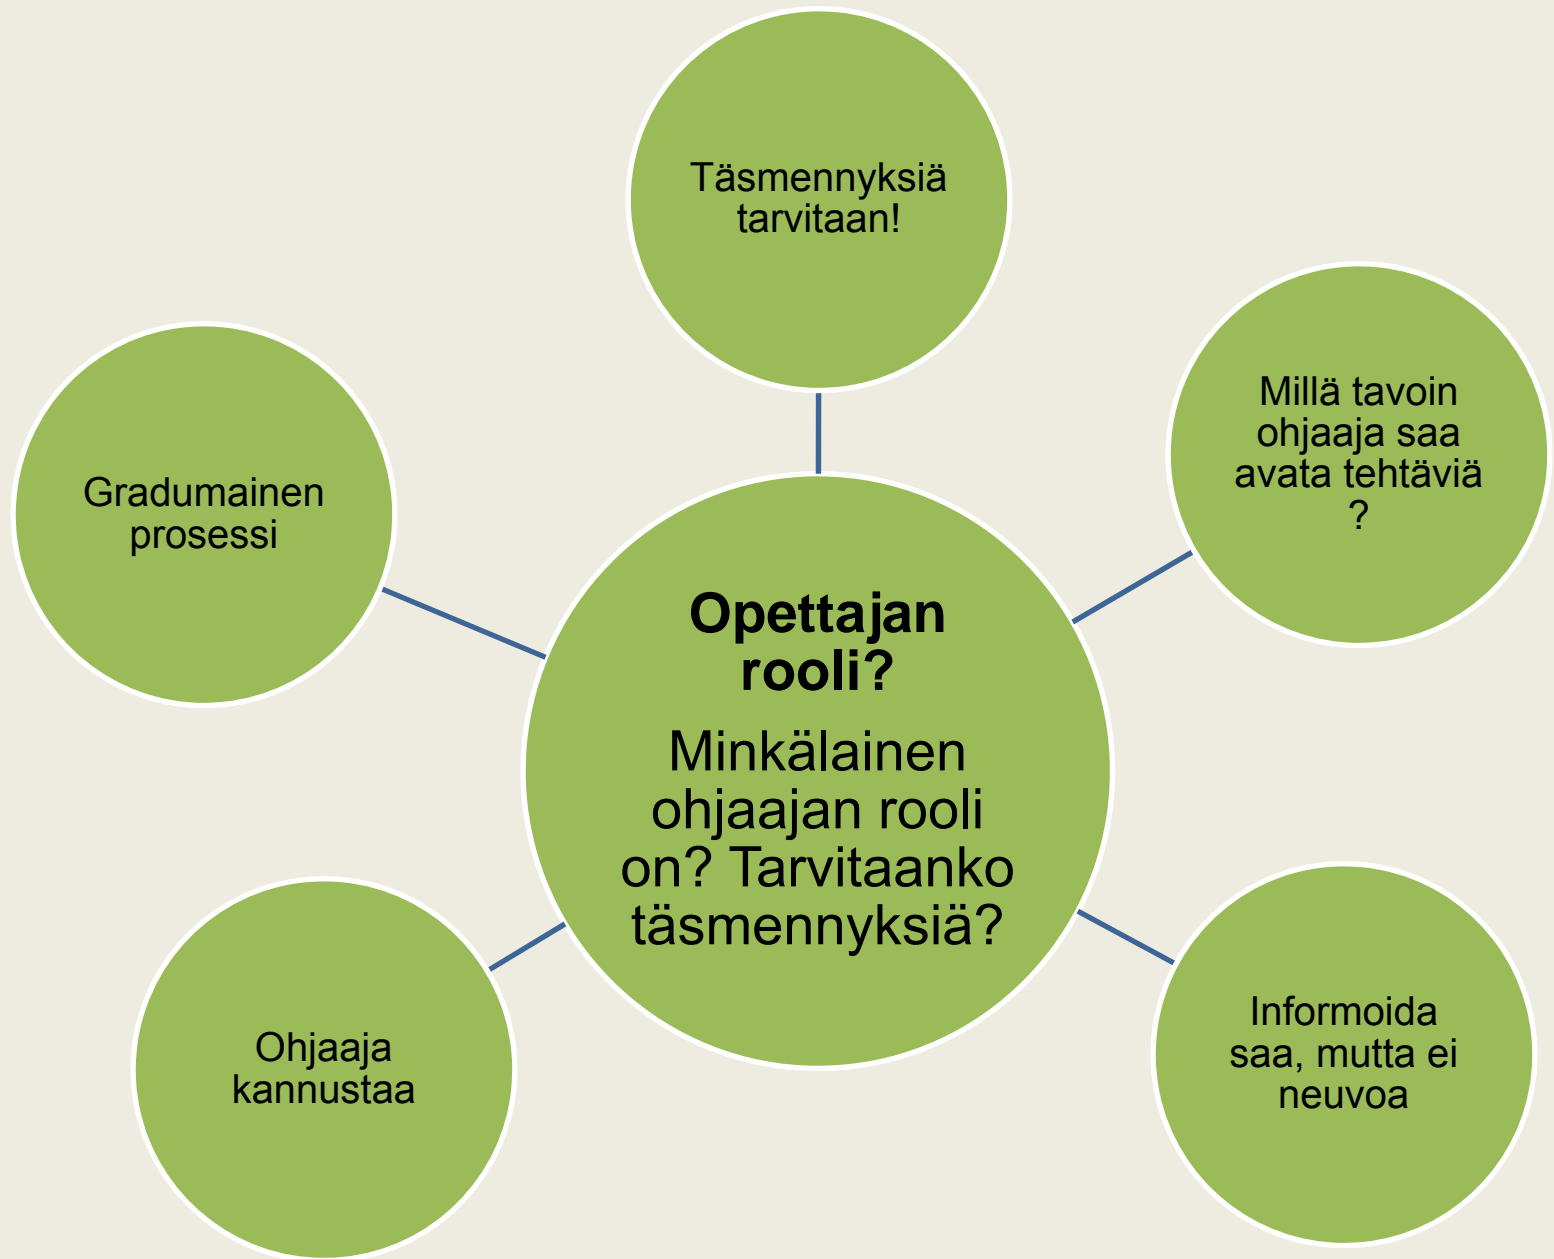 Täsmennyksiä
tarvitaan!
Millä tavoin
ohjaaja saa
avata tehtäviä
?
Gradumainen
prosessi
Opettajan
rooli?
Minkälainen
ohjaajan rooli
on? Tarvitaanko
täsmennyksiä?
Informoida
saa, mutta ei
neuvoa
Ohjaaja
kannustaa